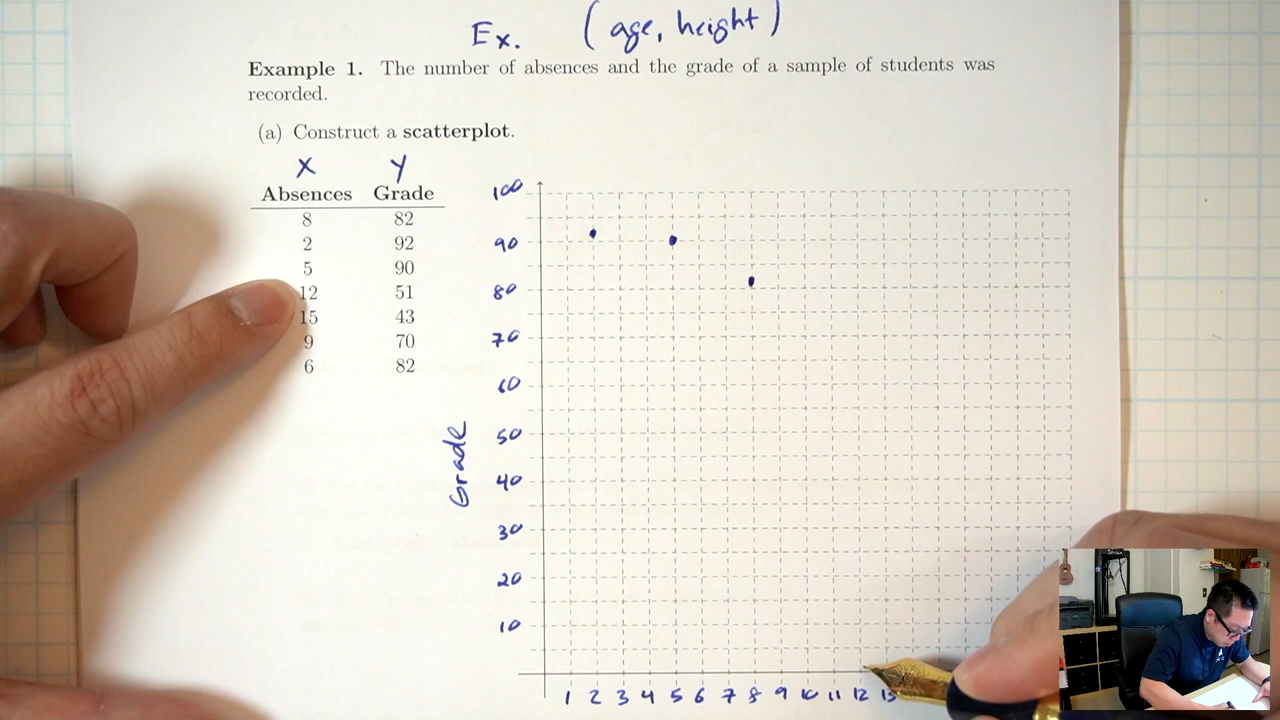 Ex. (age, height)
Example 1. The number of absences and the grade of a sample of students was
recorded.
(a) Construct a scatterplot.
X Y
Absences Grade
8 82
2 92
5 90
12 51
15 43
9 70
6 82
100
90
80
70
60
50
40
30
20
10
Grade
1 2 3 4 5 6 7 8 9 10 11 12 13